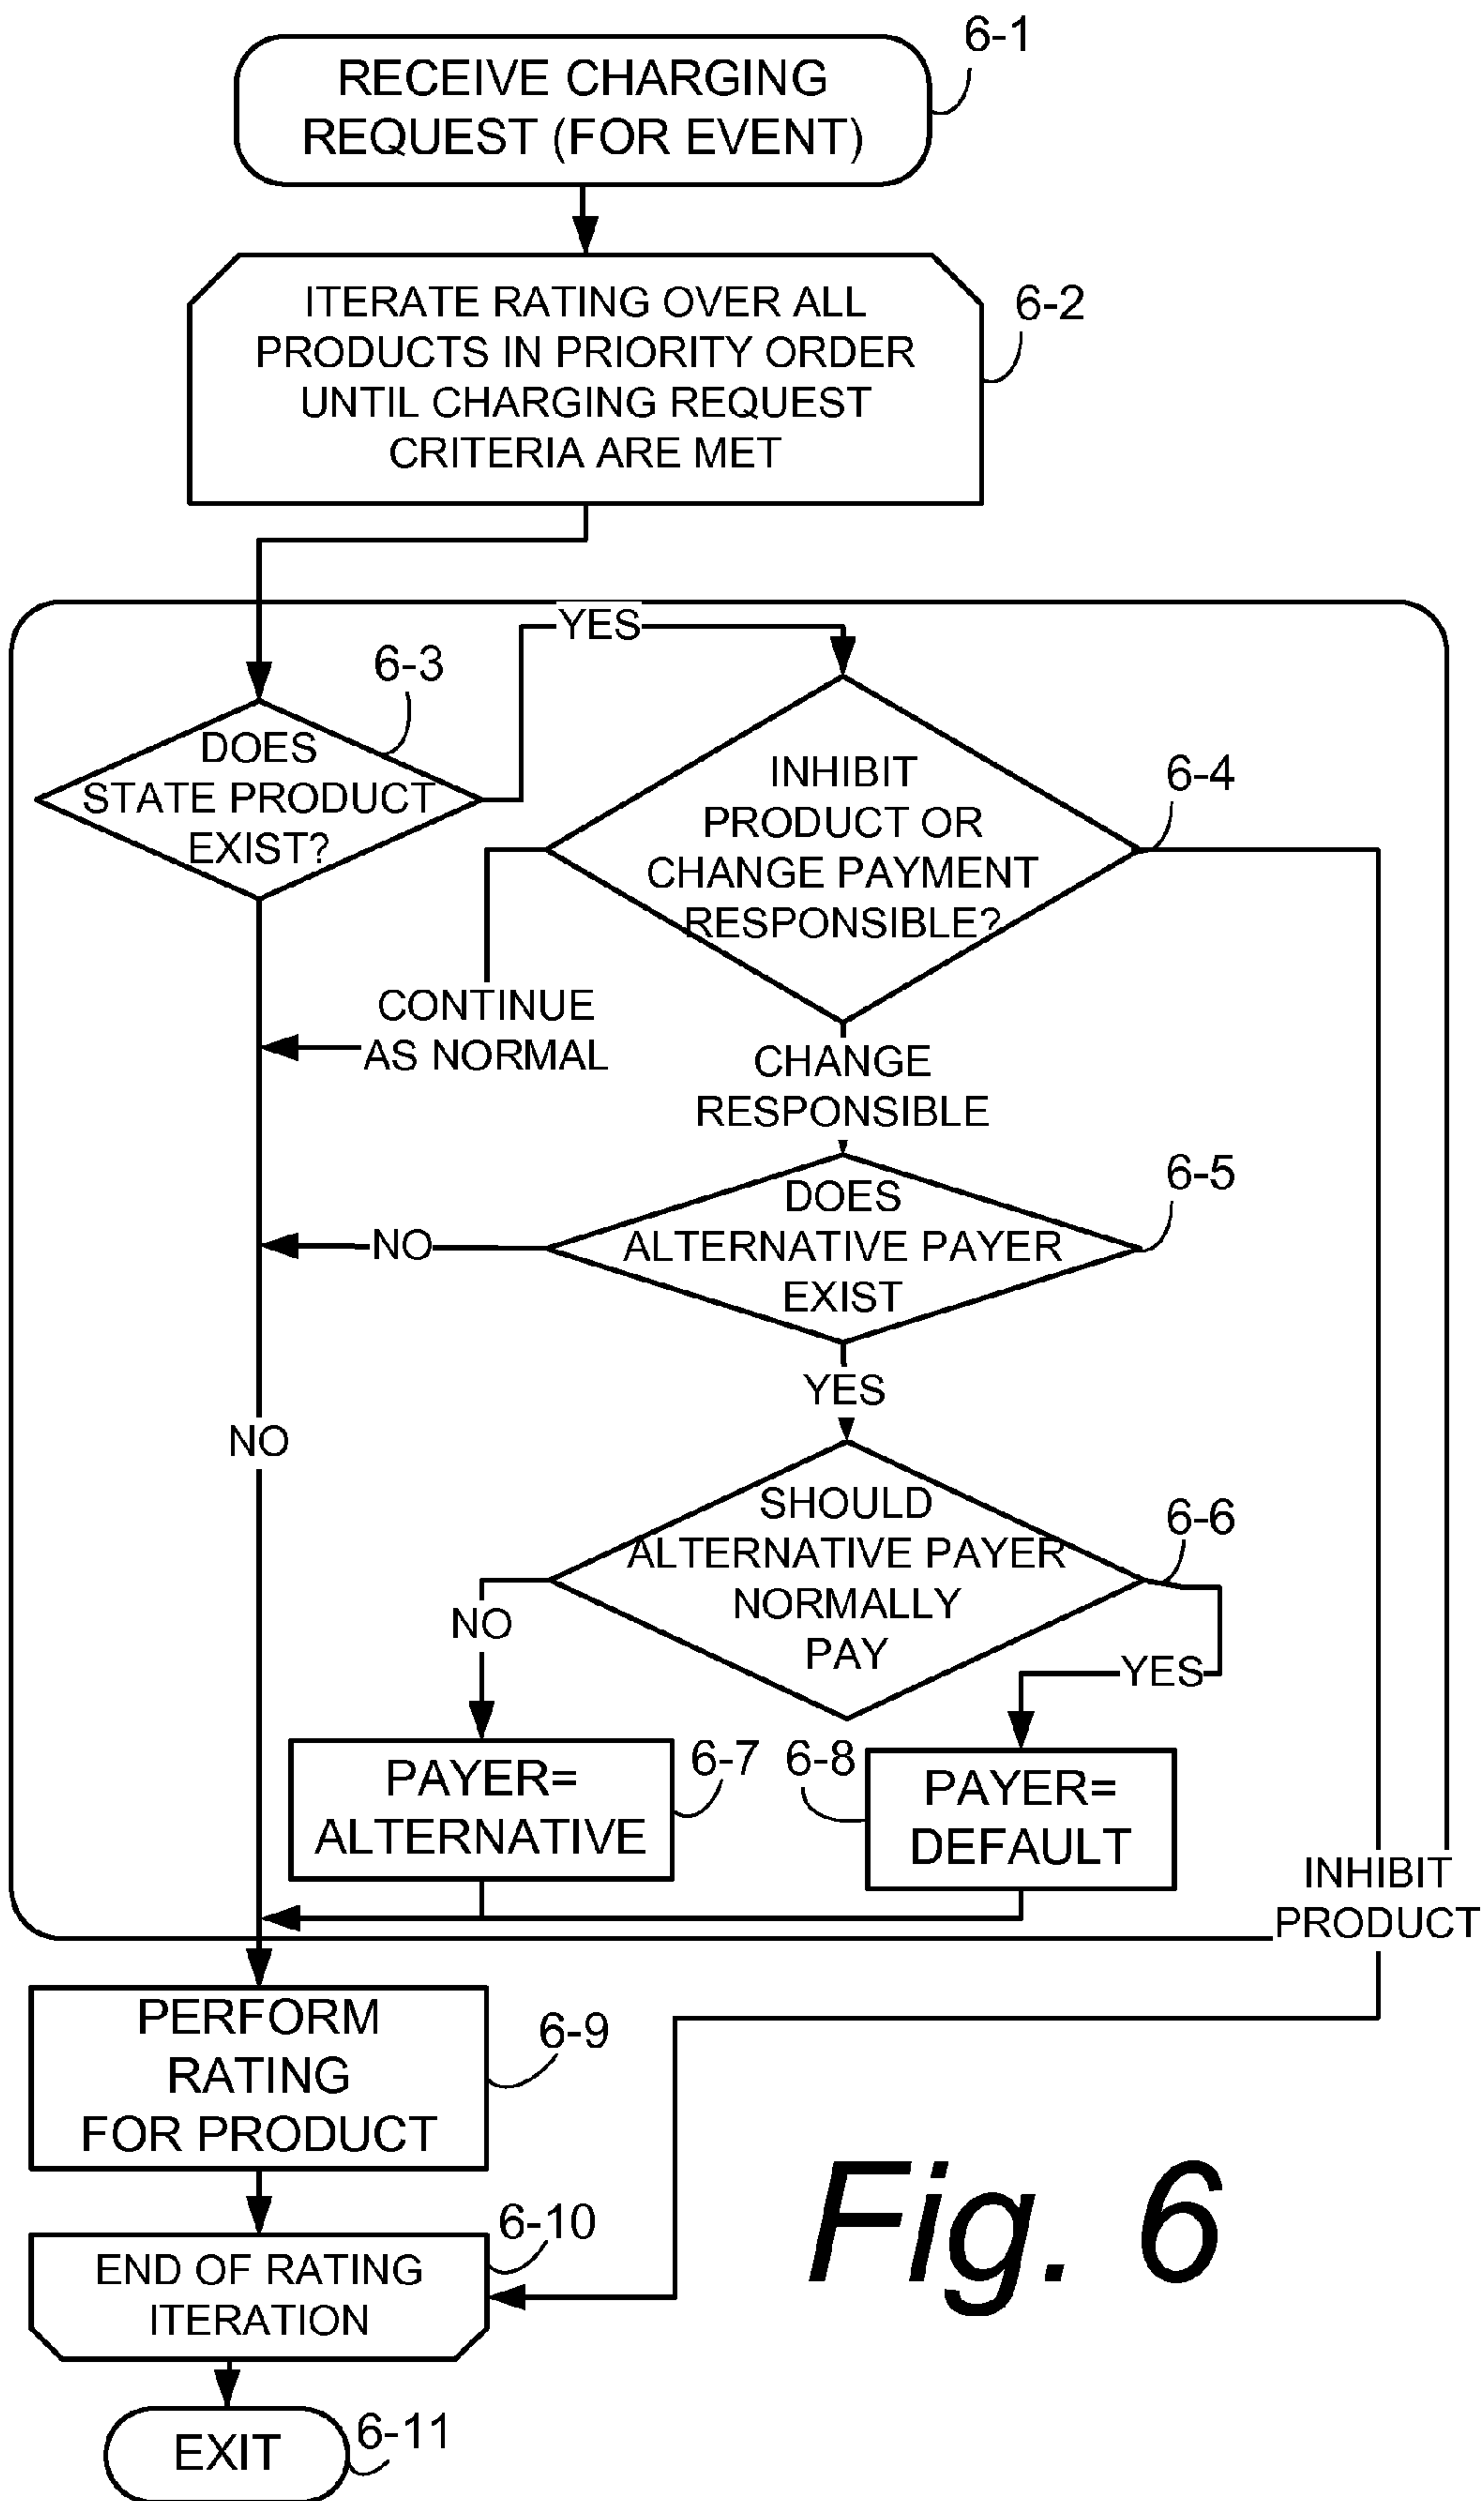 6-1
RECEIVE CHARGING
REQUEST (FOR EVENT)
ITERATE RATING OVER ALL
PRODUCTS IN PRIORITY ORDER
UNTIL CHARGING REQUEST
CRITERIA ARE MET
6-2
YES
6-3
DOES
STATE PRODUCT
EXIST?
INHIBIT
PRODUCT OR
CHANGE PAYMENT
RESPONSIBLE?
6-4
CONTINUE
AS NORMAL
CHANGE
RESPONSIBLE
DOES
ALTERNATIVE PAYER
EXIST
6-5
NO
YES
NO
SHOULD
ALTERNATIVE PAYER
NORMALLY
PAY
6-6
NO
YES
PAYER=
ALTERNATIVE
6-7
6-8
PAYER=
DEFAULT
INHIBIT
PRODUCT
PERFORM
RATING
FOR PRODUCT
6-9
6-10
END OF RATING
ITERATION
EXIT
6-11
Fig. 6